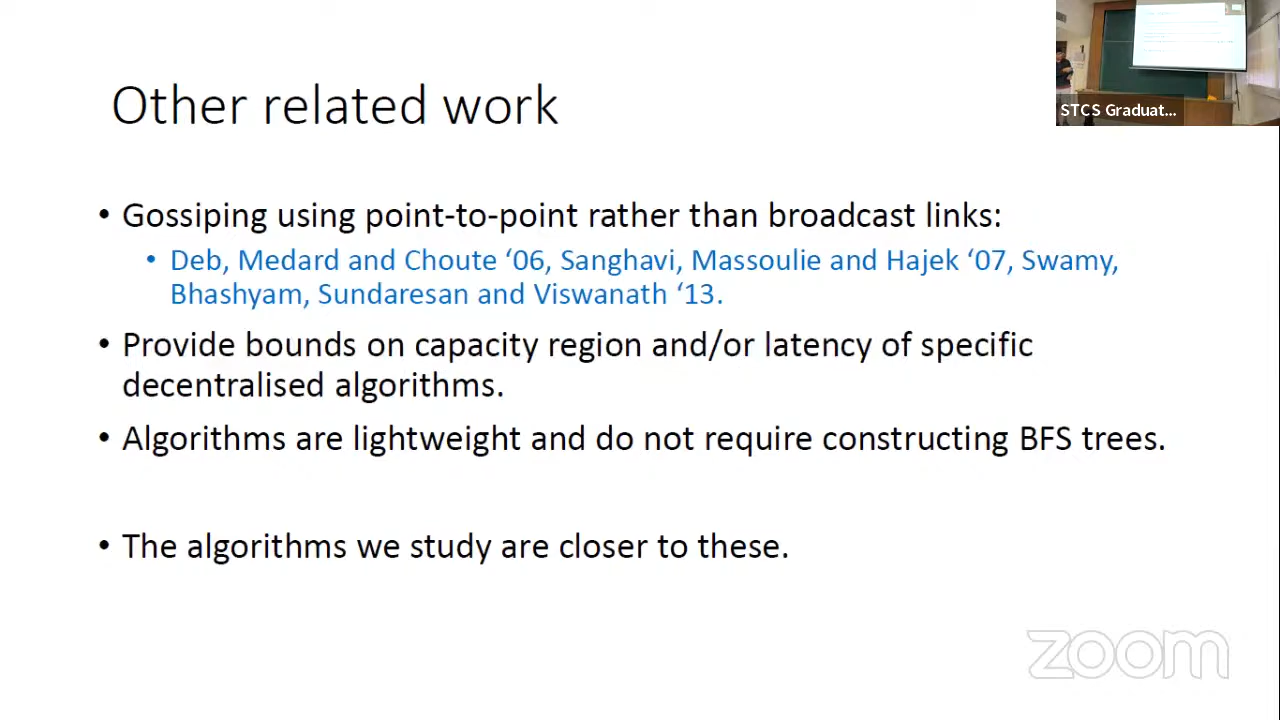 Other related work
STCS Graduat...
• Gossiping using point-to-point rather than broadcast links:
• Deb, Medard and Choute ‘06, Sanghavi, Massoulie and Hajek ‘07, Swamy,
Bhashyam, Sundaresan and Viswanath ‘13.
• Provide bounds on capacity region and/or latency of specific
decentralised algorithms.
• Algorithms are lightweight and do not require constructing BFS trees.
• The algorithms we study are closer to these.
zoom